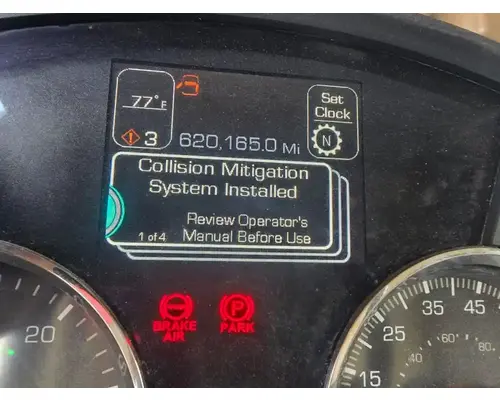 77°F
Set
Clock
3
620,165.0 Mi
N
Collision Mitigation
System Installed
Review Operator's
1 of 4 Manual Before Use
P
BRAKE PARK
AIR
20
15
25
35
45
40
60
80